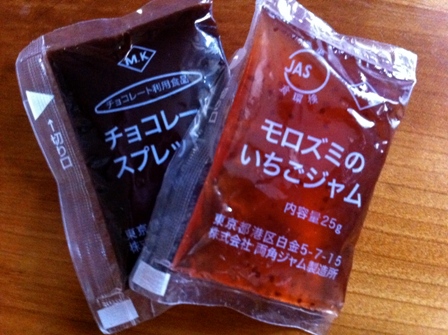 M.K
チョコレート利用食品
チョコレー
スプレッ
←切り口
東京
株
JAS
モロズミの
いちごジャム
内容量25g
東京都港区白金5-7-15
株式会社 両角ジャム製造所